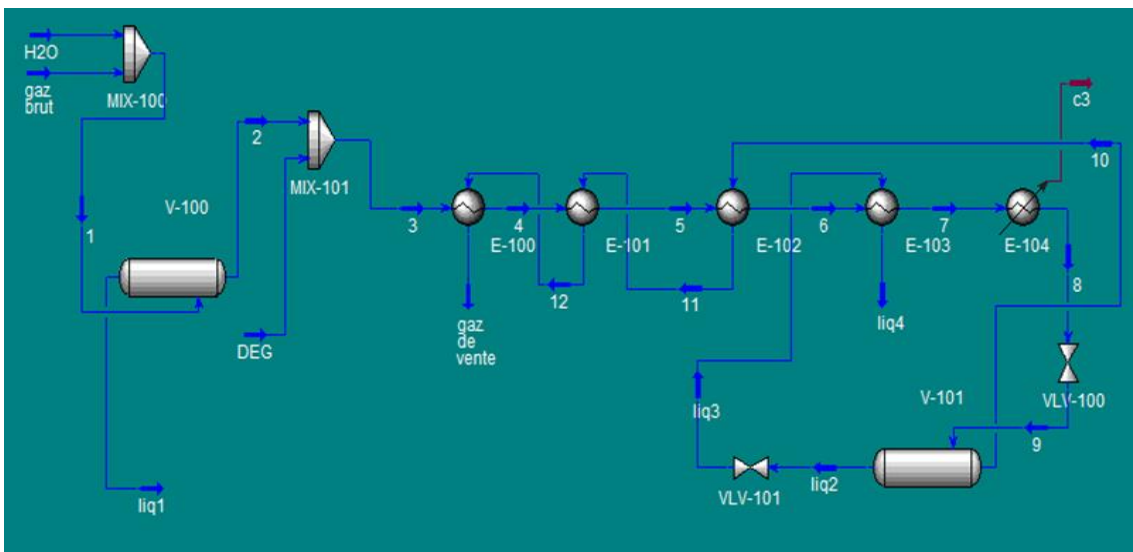 H2O
gaz
brut
MIX-100
c3
2
10
MIX-101
V-100
3
4
5
6
7
1
E-100
E-101
E-102
E-103
E-104
8
12
11
gaz
de
vente
liq4
DEG
V-101
VLV-100
liq3
9
liq1
VLV-101
liq2